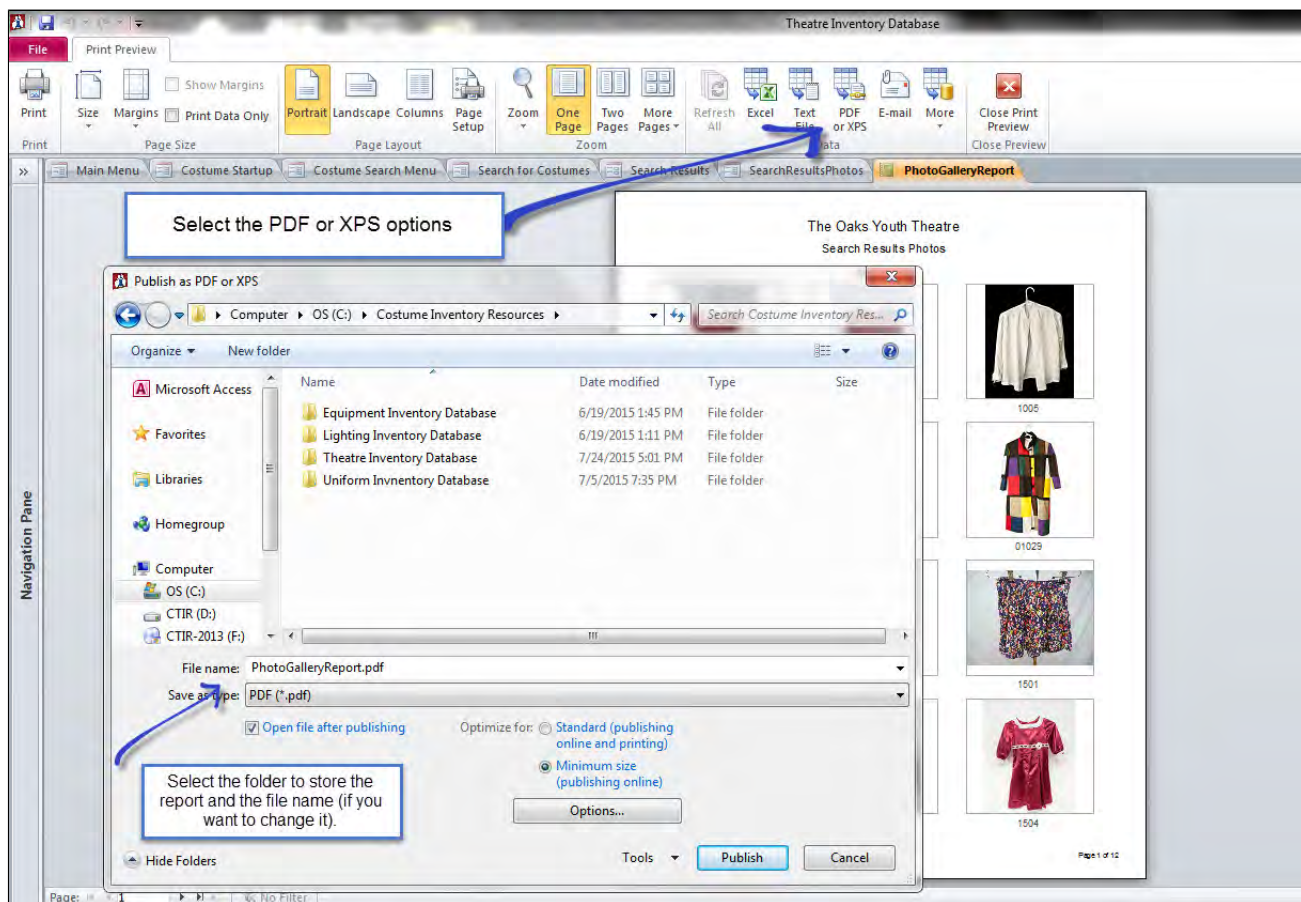 Theatre Inventory Database
File Print Preview
Show Margins
Print Data Only
Print Size Margins Portrait Landscape Columns Page Setup Zoom One Page Two Pages More Pages Refresh All Excel Text File PDF or XPS E-mail More Close Print Preview
Print Page Size Page Layout Zoom Data Close Preview
Main Menu Costume Startup Costume Search Menu Search for Costumes Search Results SearchResultsPhotos PhotoGalleryReport
Select the PDF or XPS options
The Oaks Youth Theatre
Search Results Photos
Publish as PDF or XPS
Computer OS (C:) Costume Inventory Resources Search Costume Inventory Res...
Organize New folder
Name Date modified Type Size
Microsoft Access
Favorites
Libraries
Homegroup
Computer
OS (C:)
CTIR (D:)
CTIR-2013 (F:)
Equipment Inventory Database 6/19/2015 1:45 PM File folder
Lighting Inventory Database 6/19/2015 1:11 PM File folder
Theatre Inventory Database 7/24/2015 5:01 PM File folder
Uniform Invnentory Database 7/5/2015 7:35 PM File folder
File name: PhotoGalleryReport.pdf
Save as type: PDF (*.pdf)
Open file after publishing
Optimize for: Standard (publishing
online and printing)
Minimum size
(publishing online)
Options...
Select the folder to store the
report and the file name (if you
want to change it).
Hide Folders Tools Publish Cancel
1005
01029
1501
1504
Page 1 of 12
Navigation Pane
Page: 1 No Filter